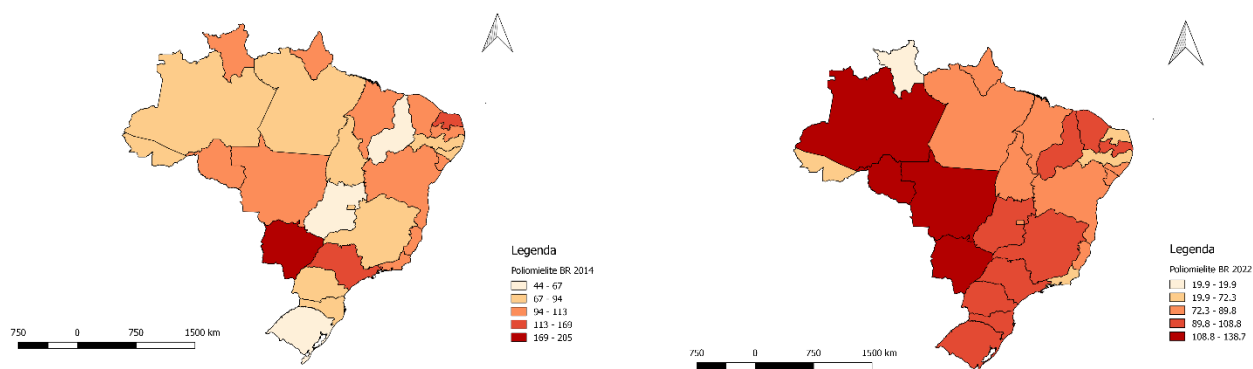 Legenda
Poliomielite BR 2014
44 - 67
67 - 94
94 - 113
113 - 169
169 - 205
750 0 750 1500 km
Legenda
Poliomielite BR 2022
19.9 - 19.9
19.9 - 72.3
72.3 - 89.8
89.8 - 108.8
108.8 - 138.7
750 0 750 1500 km